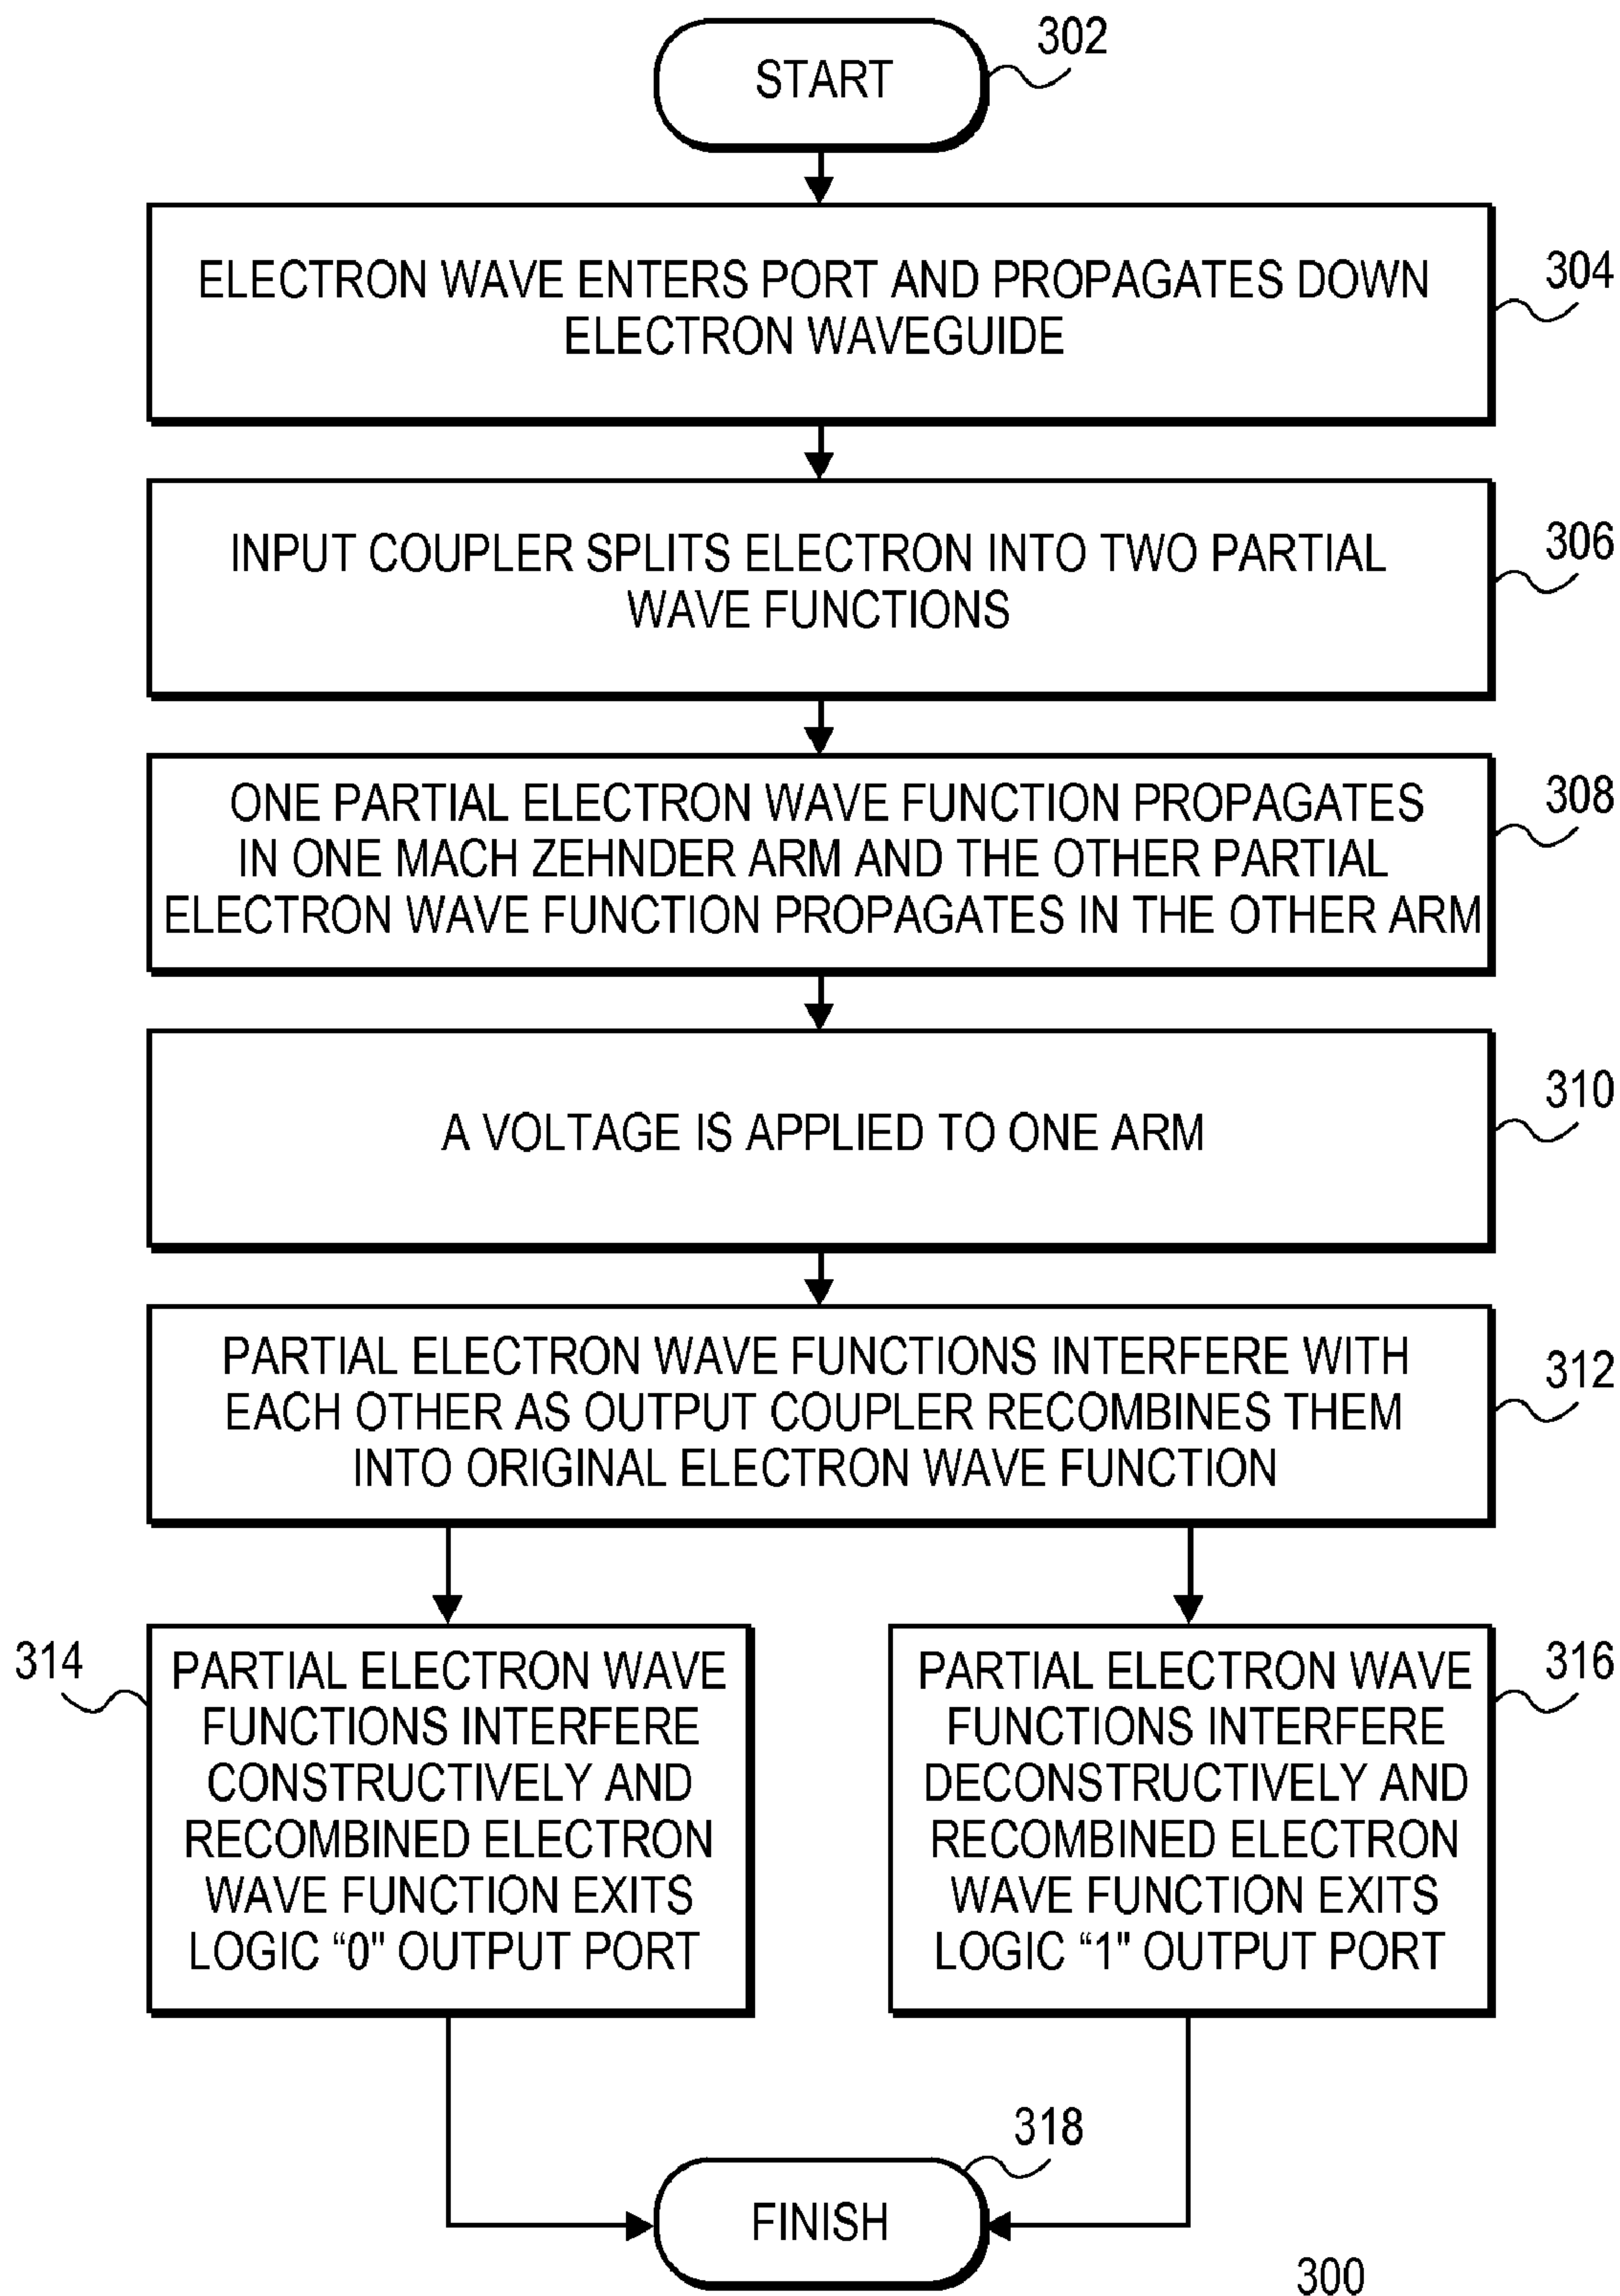 302
START
304
ELECTRON WAVE ENTERS PORT AND PROPAGATES DOWN
ELECTRON WAVEGUIDE
306
INPUT COUPLER SPLITS ELECTRON INTO TWO PARTIAL
WAVE FUNCTIONS
308
ONE PARTIAL ELECTRON WAVE FUNCTION PROPAGATES
IN ONE MACH ZEHNDER ARM AND THE OTHER PARTIAL
ELECTRON WAVE FUNCTION PROPAGATES IN THE OTHER ARM
310
A VOLTAGE IS APPLIED TO ONE ARM
312
PARTIAL ELECTRON WAVE FUNCTIONS INTERFERE WITH
EACH OTHER AS OUTPUT COUPLER RECOMBINES THEM
INTO ORIGINAL ELECTRON WAVE FUNCTION
314
PARTIAL ELECTRON WAVE
FUNCTIONS INTERFERE
CONSTRUCTIVELY AND
RECOMBINED ELECTRON
WAVE FUNCTION EXITS
LOGIC “0" OUTPUT PORT
316
PARTIAL ELECTRON WAVE
FUNCTIONS INTERFERE
DECONSTRUCTIVELY AND
RECOMBINED ELECTRON
WAVE FUNCTION EXITS
LOGIC “1" OUTPUT PORT
318
FINISH
300